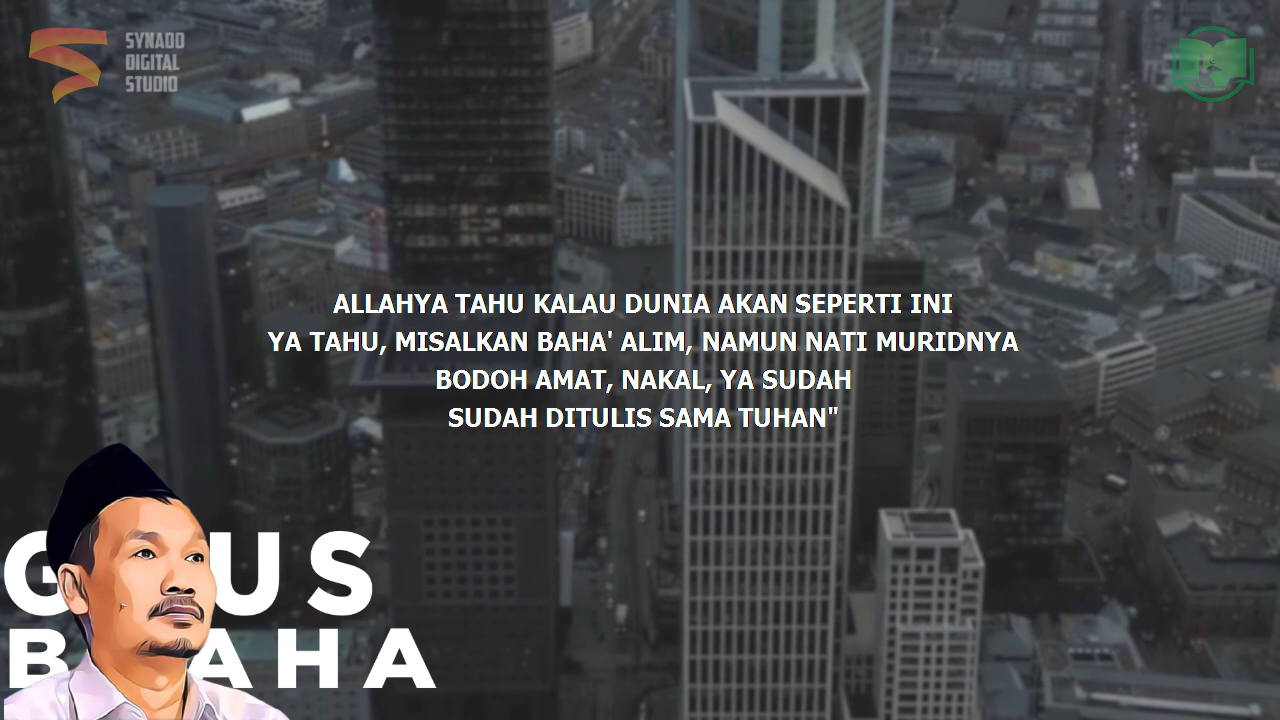 SYNADD
DIGITAL
STUDIO
ALLAHYA TAHU KALAU DUNIA AKAN SEPERTI INI
YA TAHU, MISALKAN BAHA' ALIM, NAMUN NATI MURIDNYA
BODOH AMAT, NAKAL, YA SUDAH
SUDAH DITULIS SAMA TUHAN"
GUS
BAHA